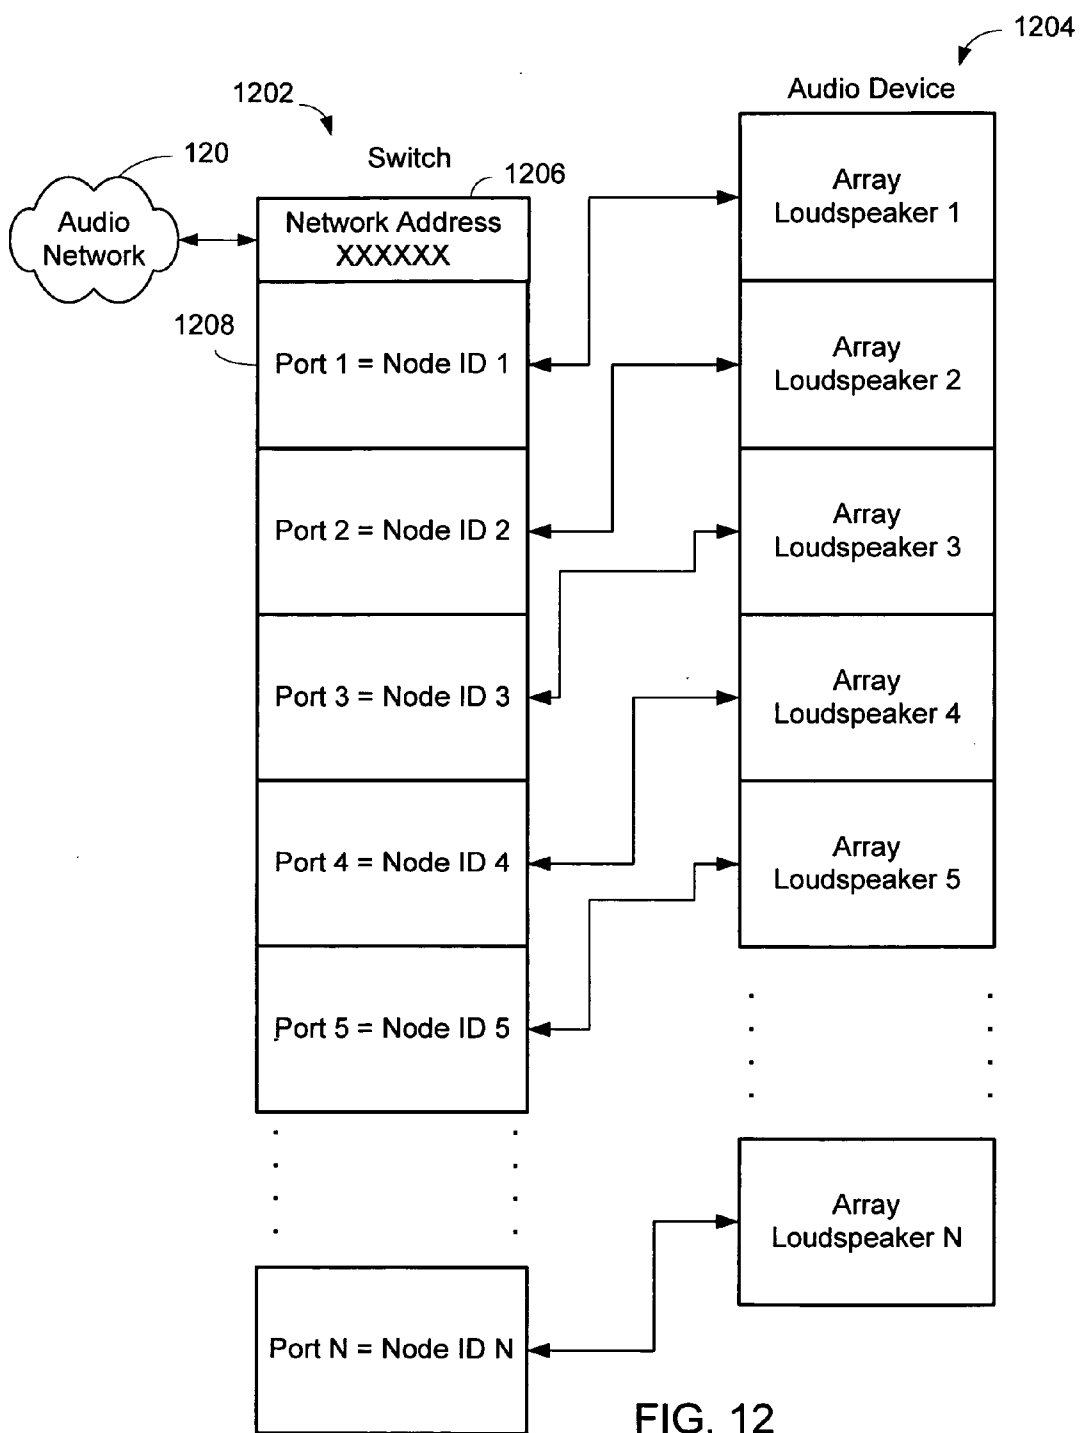 1204
Audio Device
1202
120
Switch
1206
Audio
Network
Network Address
XXXXXX
1208
Port 1 = Node ID 1
Port 2 = Node ID 2
Port 3 = Node ID 3
Port 4 = Node ID 4
Port 5 = Node ID 5
Port N = Node ID N
Array
Loudspeaker 1
Array
Loudspeaker 2
Array
Loudspeaker 3
Array
Loudspeaker 4
Array
Loudspeaker 5
Array
Loudspeaker N
FIG. 12